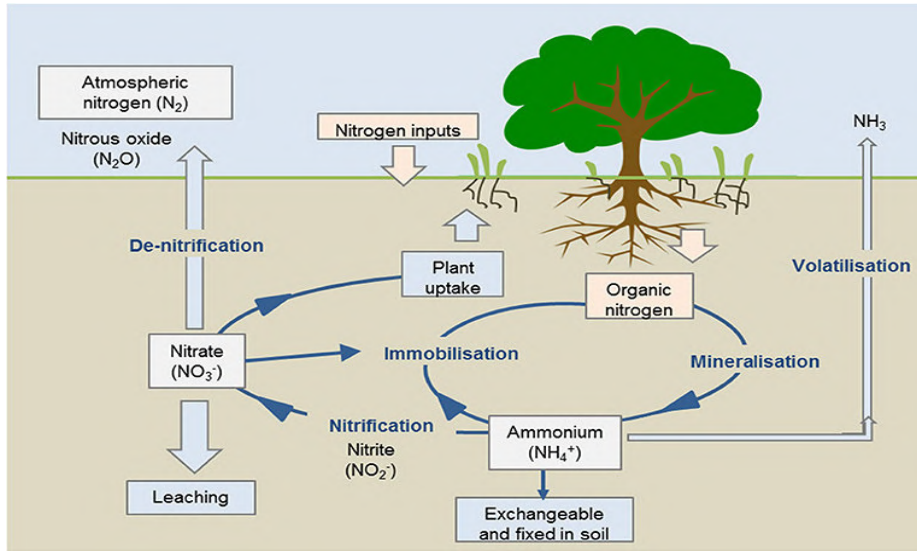 Atmospheric
nitrogen (N₂)
Nitrous oxide
(N₂O)
Nitrogen inputs
NH₃
De-nitrification
Plant
uptake
Organic
nitrogen
Volatilisation
Nitrate
(NO₃⁻)
Immobilisation
Mineralisation
Nitrification
Nitrite
(NO₂⁻)
Ammonium
(NH₄⁺)
Leaching
Exchangeable
and fixed in soil